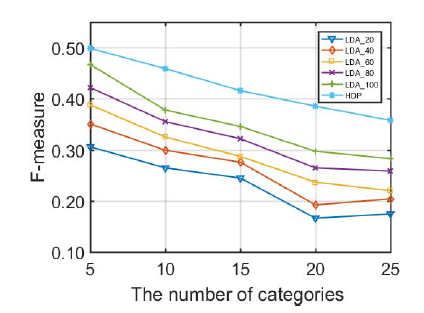 LDA_20
LDA_40
LDA_60
LDA_80
LDA_100
HDP
0.50
0.40
0.30
0.20
0.10
F-measure
5 10 15 20 25
The number of categories